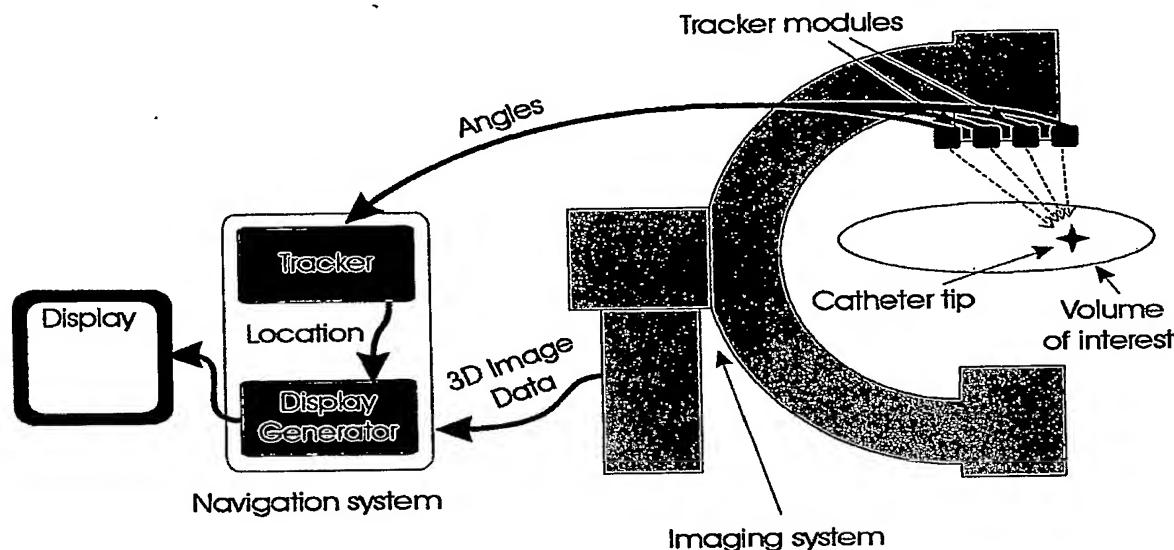 Tracker modules
Angles
Tracker
Display
Location
3D Image
Data
Display
Generator
Navigation system
Catheter tip
Volume
of interest
Imaging system